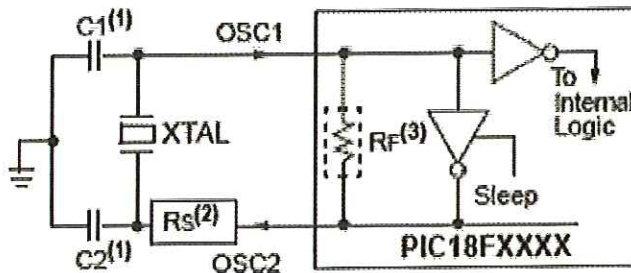 C1(1)
OSC1
To
Internal
Logic
XTAL
RF(3)
Sleep
RS(2)
C2(1)
OSC2
PIC18FXXXX